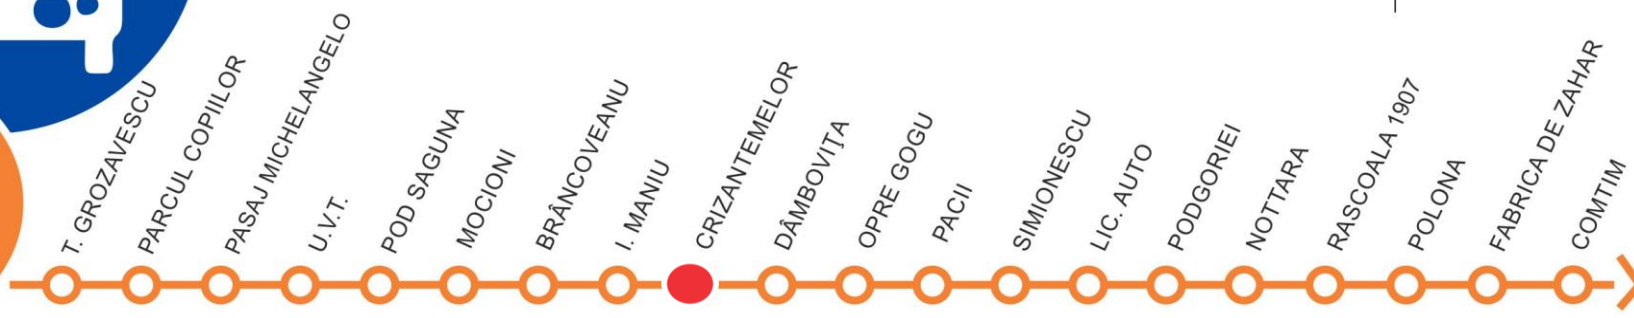 T. GROZAVESCU
PARCUL COPIILOR
PASAJ MICHELANGELO
U.V.T.
POD SAGUNA
MOCIONI
BRÂNCOVEANU
I. MANIU
CRIZANTEMELOR
DÂMBOVIŢA
OPRE GOGU
PACII
SIMIONESCU
LIC. AUTO
PODGORIEI
NOTTARA
RASCOALA 1907
POLONA
FABRICA DE ZAHAR
COMTIM